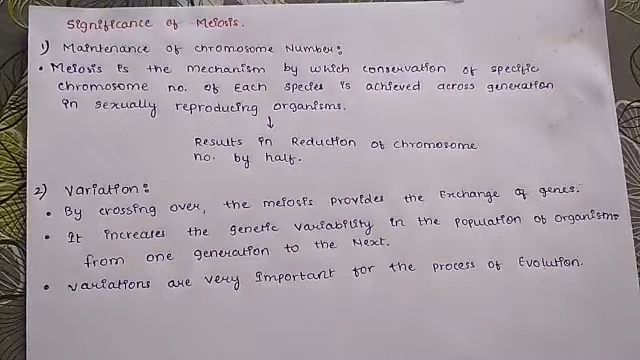 Significance of Meiosis.
1) Maintenance of chromosome Number:
• Meiosis is the mechanism by which conservation of specific
chromosome no. of Each species is achieved across generation
in sexually reproducing organisms.
↓
Results in Reduction of chromosome
no. by half.
2) Variation:
• By crossing over, the meiosis provides the Exchange of genes.
• It increases the genetic variability in the population of organisms
from one generation to the Next.
• Variations are very Important for the process of Evolution.